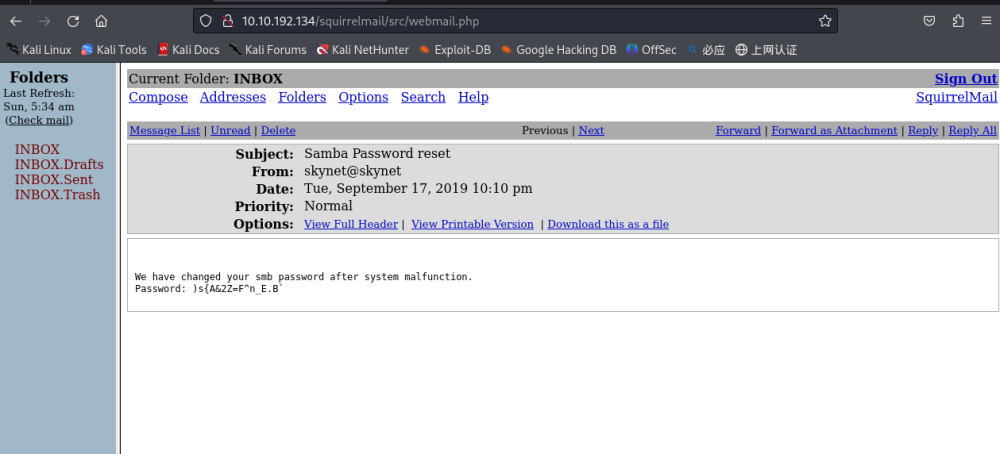 10.10.192.134/squirrelmail/src/webmail.php
Kali Linux Kali Tools Kali Docs Kali Forums Kali NetHunter Exploit-DB Google Hacking DB OffSec 必应 上网认证
Folders
Last Refresh:
Sun, 5:34 am
(Check mail)
INBOX
INBOX.Drafts
INBOX.Sent
INBOX.Trash
Current Folder: INBOX Sign Out
Compose Addresses Folders Options Search Help SquirrelMail
Message List | Unread | Delete Previous | Next Forward | Forward as Attachment | Reply | Reply All
Subject: Samba Password reset
From: skynet@skynet
Date: Tue, September 17, 2019 10:10 pm
Priority: Normal
Options: View Full Header | View Printable Version | Download this as a file
We have changed your smb password after system malfunction.
Password: )s{A&2Z=F^n_E.B`